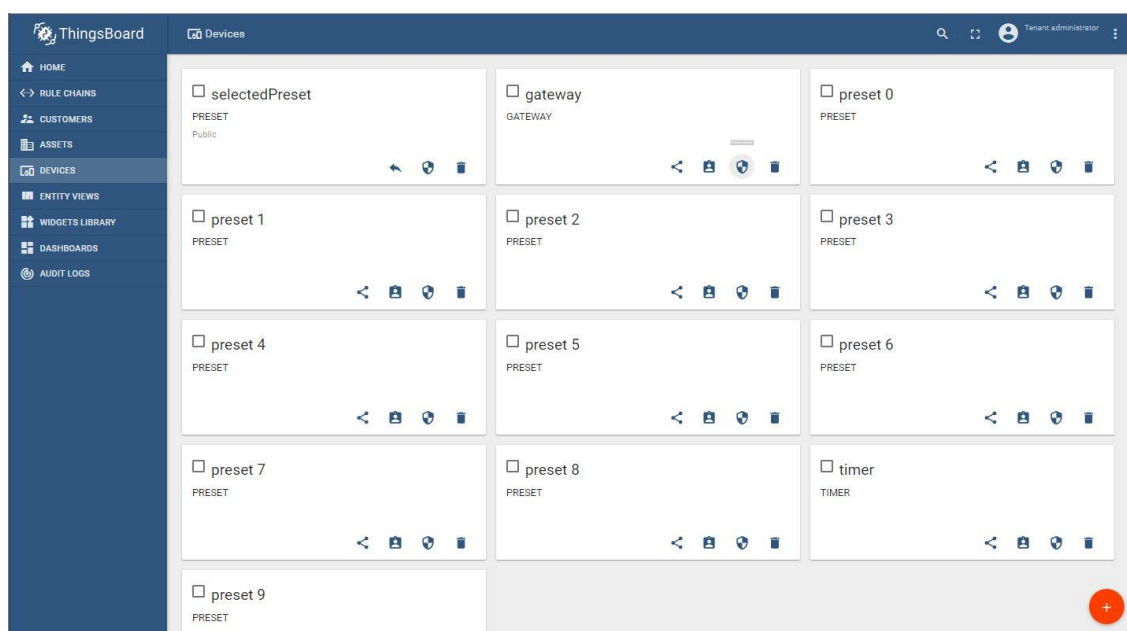 ThingsBoard
Devices
Tenant administrator
HOME
RULE CHAINS
CUSTOMERS
ASSETS
DEVICES
ENTITY VIEWS
WIDGETS LIBRARY
DASHBOARDS
AUDIT LOGS
selectedPreset
PRESET
Public
gateway
GATEWAY
preset 0
PRESET
preset 1
PRESET
preset 2
PRESET
preset 3
PRESET
preset 4
PRESET
preset 5
PRESET
preset 6
PRESET
preset 7
PRESET
preset 8
PRESET
timer
TIMER
preset 9
PRESET